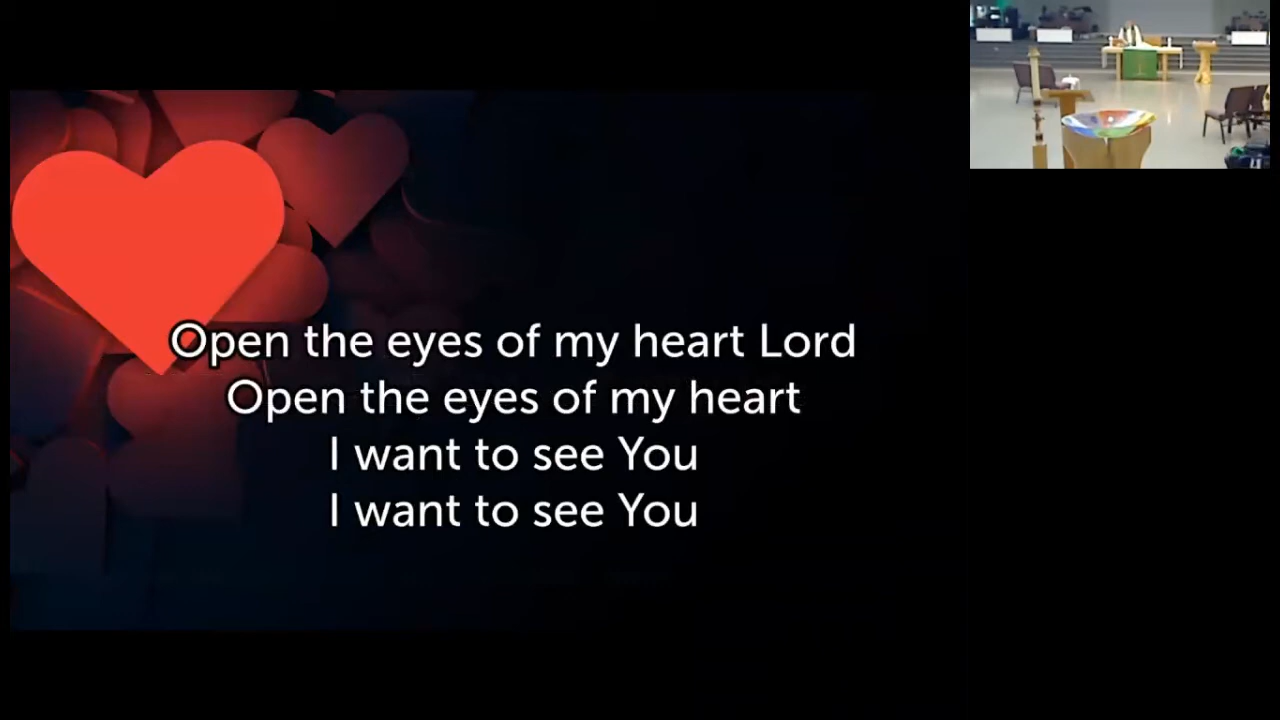 Open the eyes of my heart Lord
Open the eyes of my heart
I want to see You
I want to see You